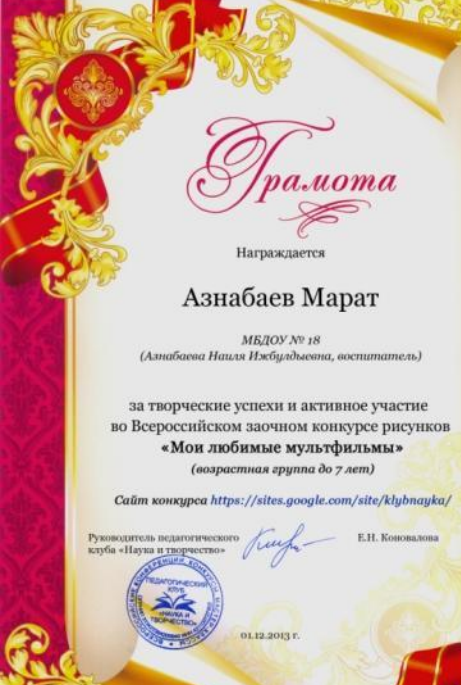 Грамота
Награждается
Азнабаев Марат
МБДОУ № 18
(Азнабаева Наиля Ижбулдыевна, воспитатель)
за творческие успехи и активное участие
во Всероссийском заочном конкурсе рисунков
«Мои любимые мультфильмы»
(возрастная группа до 7 лет)
Сайт конкурса https://sites.google.com/site/klybnayka/
Руководитель педагогического
клуба «Наука и творчество»
Е.Н. Коновалова
ПЕДАГОГИЧЕСКИЙ
КЛУБ
«НАУКА И
ТВОРЧЕСТВО»
01.12.2013 г.